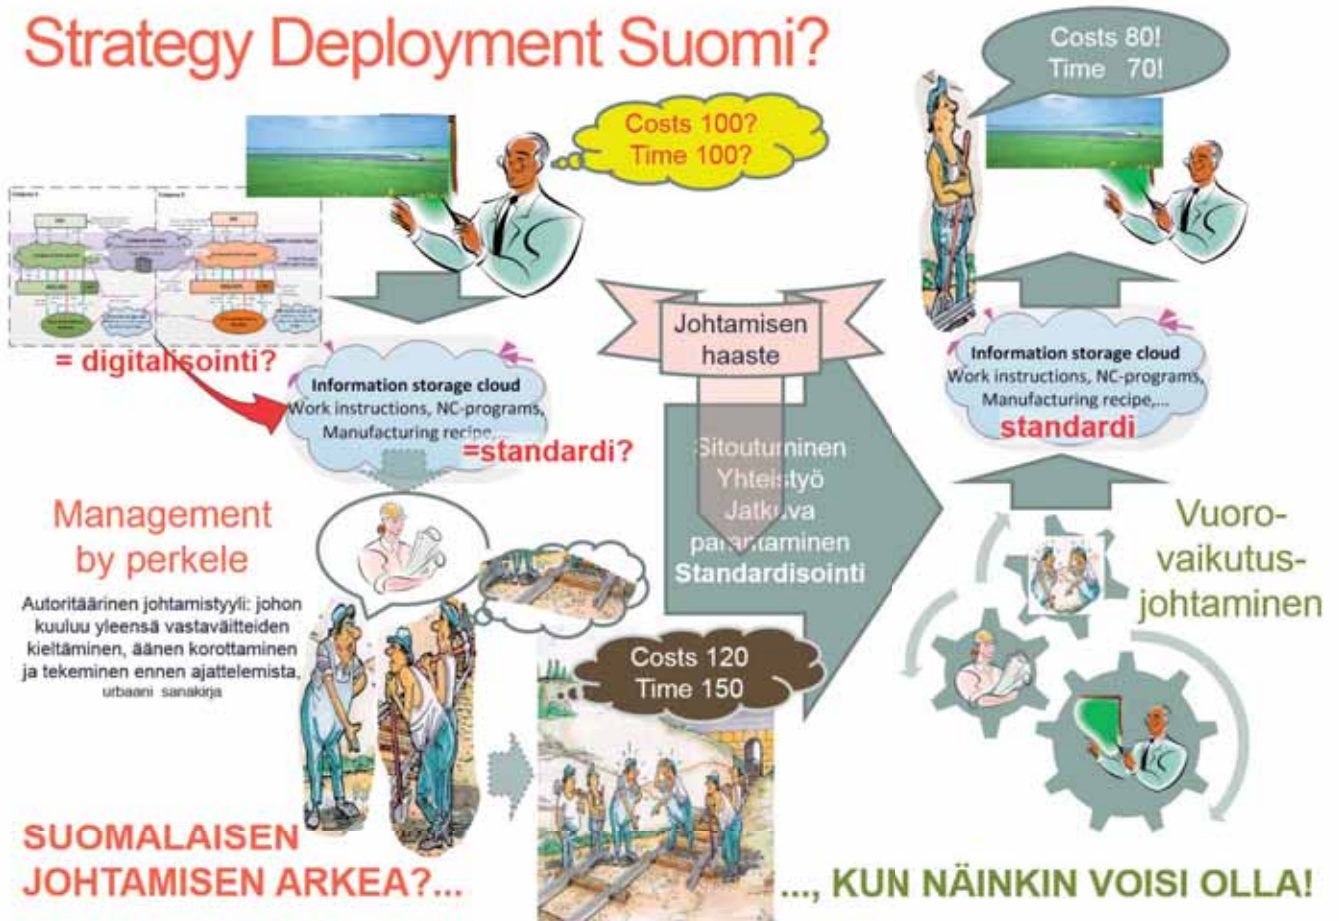 Strategy Deployment Suomi?
Costs 100?
Time 100?
Costs 80!
Time 70!
= digitalisointi?
Information storage cloud
Work instructions, NC-programs,
Manufacturing recipe,...
=standardi?
Johtamisen
haaste
Sitoutuminen
Yhteistyö
Jatkuva
parantaminen
Standardisointi
Information storage cloud
Work instructions, NC-programs,
Manufacturing recipe,...
standardi
Management
by perkele
Autoritäärinen johtamistyyli: johon
kuuluu yleensä vastaväitteiden
kieltäminen, äänen korottaminen
ja tekeminen ennen ajattelemista,
urbaani sanakirja
Costs 120
Time 150
Vuoro-
vaikutus-
johtaminen
SUOMALAISEN
JOHTAMISEN ARKEA?...
..., KUN NÄINKIN VOISI OLLA!